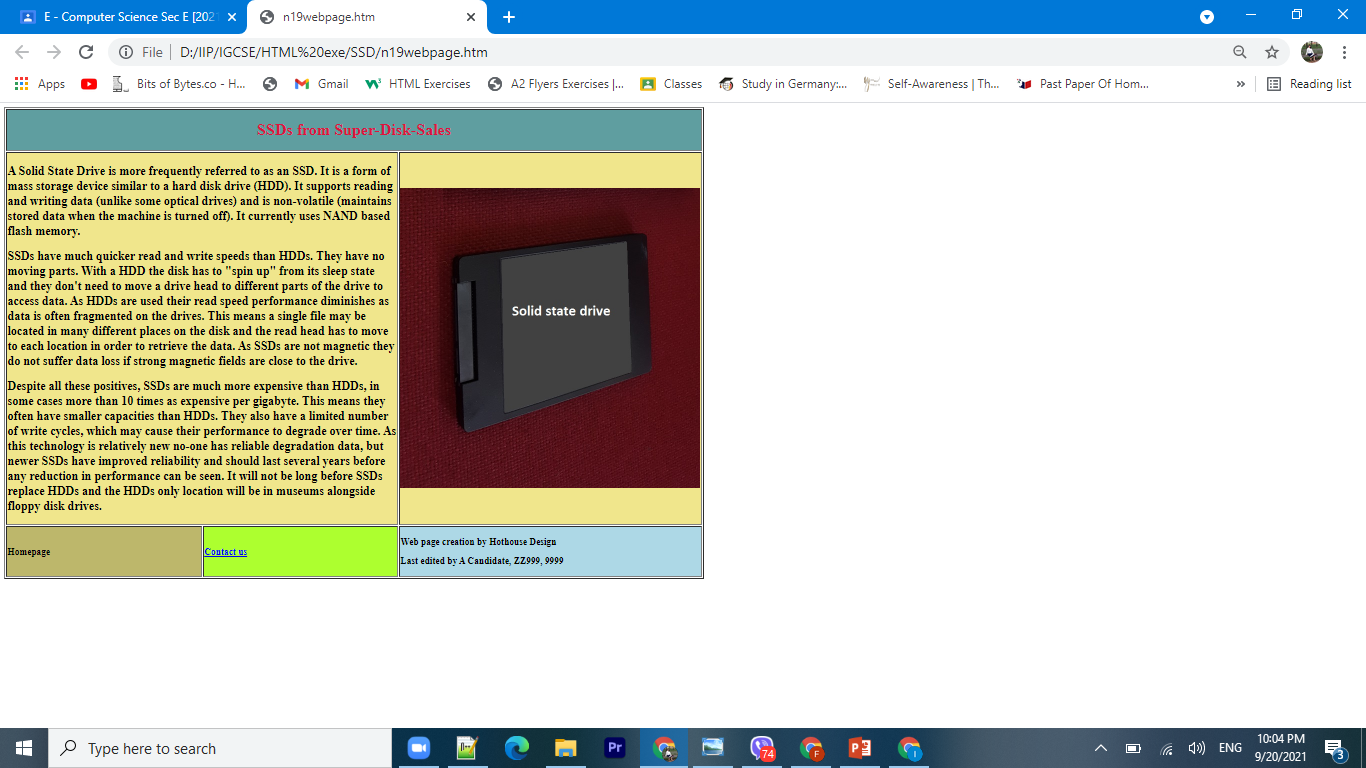 E - Computer Science Sec E [2021
n19webpage.htm
File
D:/IIP/IGCSE/HTML%20exe/SSD/n19webpage.htm
Apps
Bits of Bytes.co - H...
Gmail
HTML Exercises
A2 Flyers Exercises |...
Classes
Study in Germany:...
Self-Awareness | Th...
Past Paper Of Hom...
»
Reading list
SSDs from Super-Disk-Sales
A Solid State Drive is more frequently referred to as an SSD. It is a form of
mass storage device similar to a hard disk drive (HDD). It supports reading
and writing data (unlike some optical drives) and is non-volatile (maintains
stored data when the machine is turned off). It currently uses NAND based
flash memory.
SSDs have much quicker read and write speeds than HDDs. They have no
moving parts. With a HDD the disk has to "spin up" from its sleep state
and they don't need to move a drive head to different parts of the drive to
access data. As HDDs are used their read speed performance diminishes as
data is often fragmented on the drives. This means a single file may be
located in many different places on the disk and the read head has to move
to each location in order to retrieve the data. As SSDs are not magnetic they
do not suffer data loss if strong magnetic fields are close to the drive.
Despite all these positives, SSDs are much more expensive than HDDs, in
some cases more than 10 times as expensive per gigabyte. This means they
often have smaller capacities than HDDs. They also have a limited number
of write cycles, which may cause their performance to degrade over time. As
this technology is relatively new no-one has reliable degradation data, but
newer SSDs have improved reliability and should last several years before
any reduction in performance can be seen. It will not be long before SSDs
replace HDDs and the HDDs only location will be in museums alongside
floppy disk drives.
Solid state drive
Homepage
Contact us
Web page creation by Hothouse Design
Last edited by A Candidate, ZZ999, 9999
Type here to search
Pr
74
F
P
I
ENG
10:04 PM
9/20/2021
3